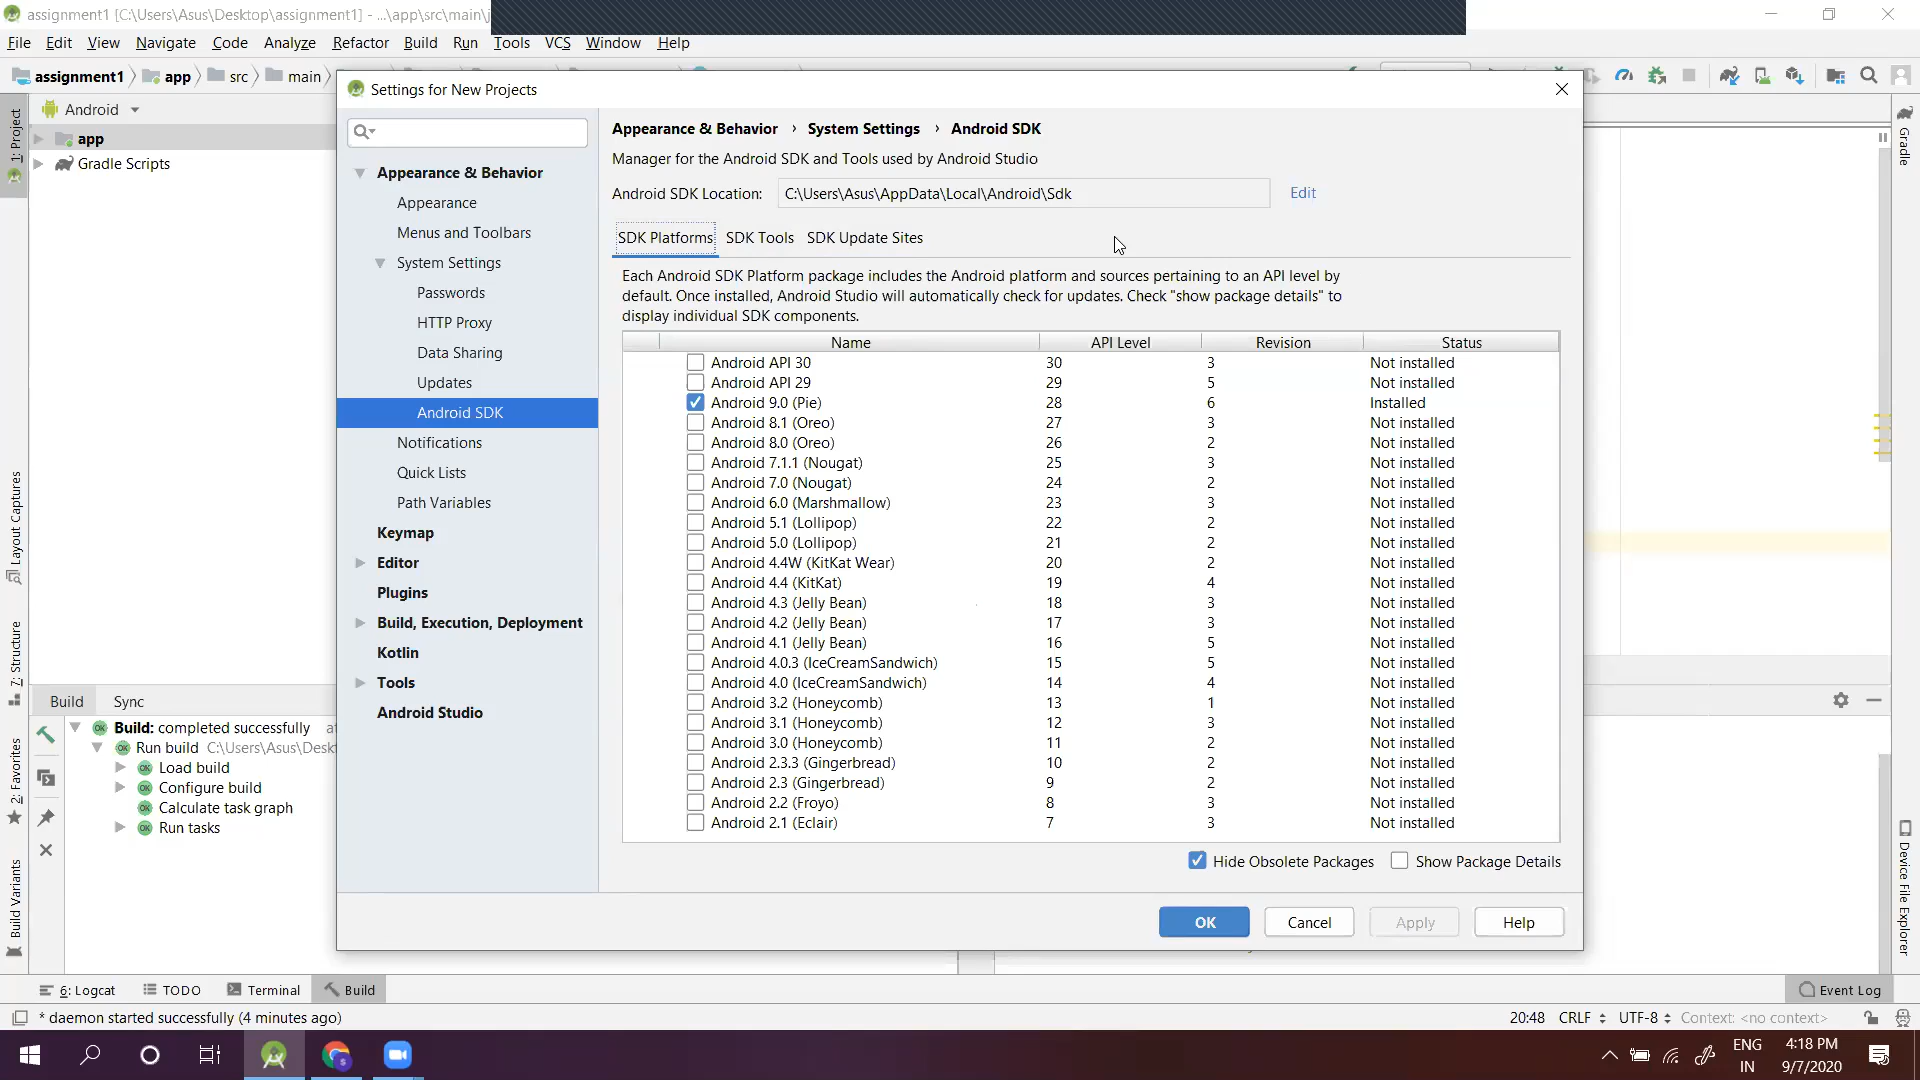 assignment1 [C:\Users\Asus\Desktop\assignment1] - ...\app\src\main\j
File Edit View Navigate Code Analyze Refactor Build Run Tools VCS Window Help
assignment1 app src main
Settings for New Projects
1: Project
Android
app
Gradle Scripts
Layout Captures
7: Structure
2: Favorites
Build Variants
Appearance & Behavior
Appearance
Menus and Toolbars
System Settings
Passwords
HTTP Proxy
Data Sharing
Updates
Android SDK
Notifications
Quick Lists
Path Variables
Keymap
Editor
Plugins
Build, Execution, Deployment
Kotlin
Tools
Android Studio
Appearance & Behavior › System Settings › Android SDK
Manager for the Android SDK and Tools used by Android Studio
Android SDK Location: C:\Users\Asus\AppData\Local\Android\Sdk Edit
SDK Platforms SDK Tools SDK Update Sites
Each Android SDK Platform package includes the Android platform and sources pertaining to an API level by
default. Once installed, Android Studio will automatically check for updates. Check "show package details" to
display individual SDK components.
Name API Level Revision Status
Android API 30 30 3 Not installed
Android API 29 29 5 Not installed
Android 9.0 (Pie) 28 6 Installed
Android 8.1 (Oreo) 27 3 Not installed
Android 8.0 (Oreo) 26 2 Not installed
Android 7.1.1 (Nougat) 25 3 Not installed
Android 7.0 (Nougat) 24 2 Not installed
Android 6.0 (Marshmallow) 23 3 Not installed
Android 5.1 (Lollipop) 22 2 Not installed
Android 5.0 (Lollipop) 21 2 Not installed
Android 4.4W (KitKat Wear) 20 2 Not installed
Android 4.4 (KitKat) 19 4 Not installed
Android 4.3 (Jelly Bean) 18 3 Not installed
Android 4.2 (Jelly Bean) 17 3 Not installed
Android 4.1 (Jelly Bean) 16 5 Not installed
Android 4.0.3 (IceCreamSandwich) 15 5 Not installed
Android 4.0 (IceCreamSandwich) 14 4 Not installed
Android 3.2 (Honeycomb) 13 1 Not installed
Android 3.1 (Honeycomb) 12 3 Not installed
Android 3.0 (Honeycomb) 11 2 Not installed
Android 2.3.3 (Gingerbread) 10 2 Not installed
Android 2.3 (Gingerbread) 9 2 Not installed
Android 2.2 (Froyo) 8 3 Not installed
Android 2.1 (Eclair) 7 3 Not installed
Hide Obsolete Packages Show Package Details
OK Cancel Apply Help
Gradle
Device File Explorer
Build Sync
Build: completed successfully at
Run build C:\Users\Asus\Deskt
Load build
Configure build
Calculate task graph
Run tasks
6: Logcat TODO Terminal Build Event Log
* daemon started successfully (4 minutes ago) 20:48 CRLF UTF-8 Context: <no context>
ENG
IN
4:18 PM
9/7/2020